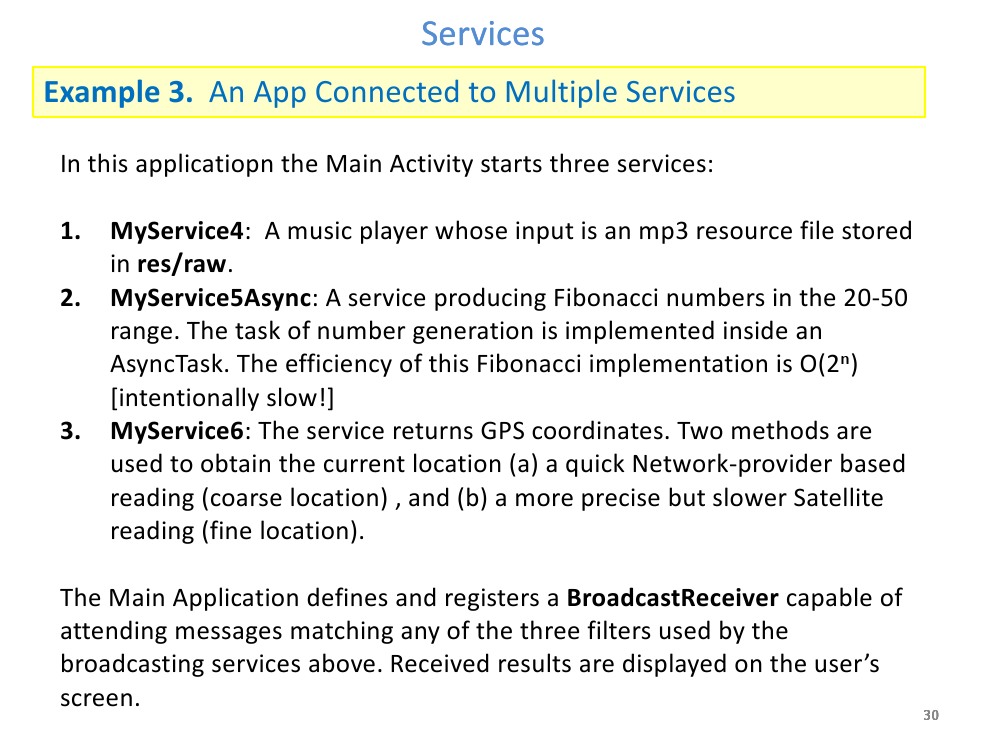 Services
Example 3. An App Connected to Multiple Services
In this applicatiopn the Main Activity starts three services:
1. MyService4: A music player whose input is an mp3 resource file stored
in res/raw.
2. MyService5Async: A service producing Fibonacci numbers in the 20-50
range. The task of number generation is implemented inside an
AsyncTask. The efficiency of this Fibonacci implementation is O(2ⁿ)
[intentionally slow!]
3. MyService6: The service returns GPS coordinates. Two methods are
used to obtain the current location (a) a quick Network-provider based
reading (coarse location) , and (b) a more precise but slower Satellite
reading (fine location).
The Main Application defines and registers a BroadcastReceiver capable of
attending messages matching any of the three filters used by the
broadcasting services above. Received results are displayed on the user’s
screen.
30